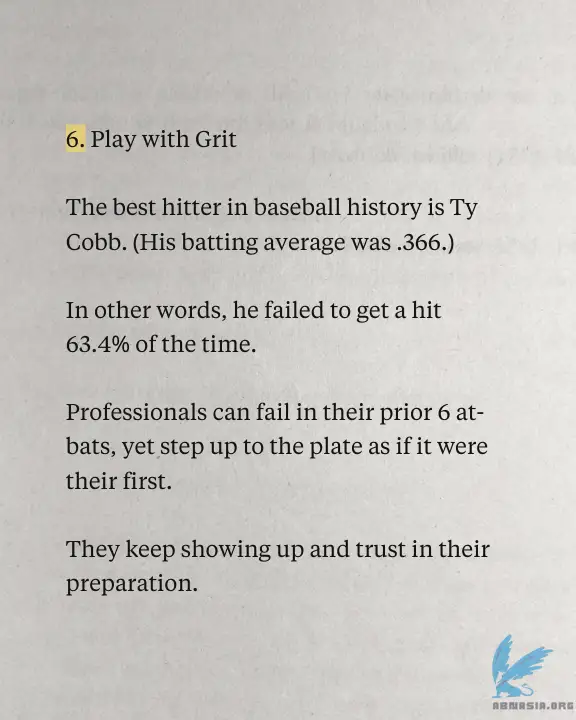 6. Play with Grit
The best hitter in baseball history is Ty
Cobb. (His batting average was .366.)
In other words, he failed to get a hit
63.4% of the time.
Professionals can fail in their prior 6 at-
bats, yet step up to the plate as if it were
their first.
They keep showing up and trust in their
preparation.
ABNASIA.ORG